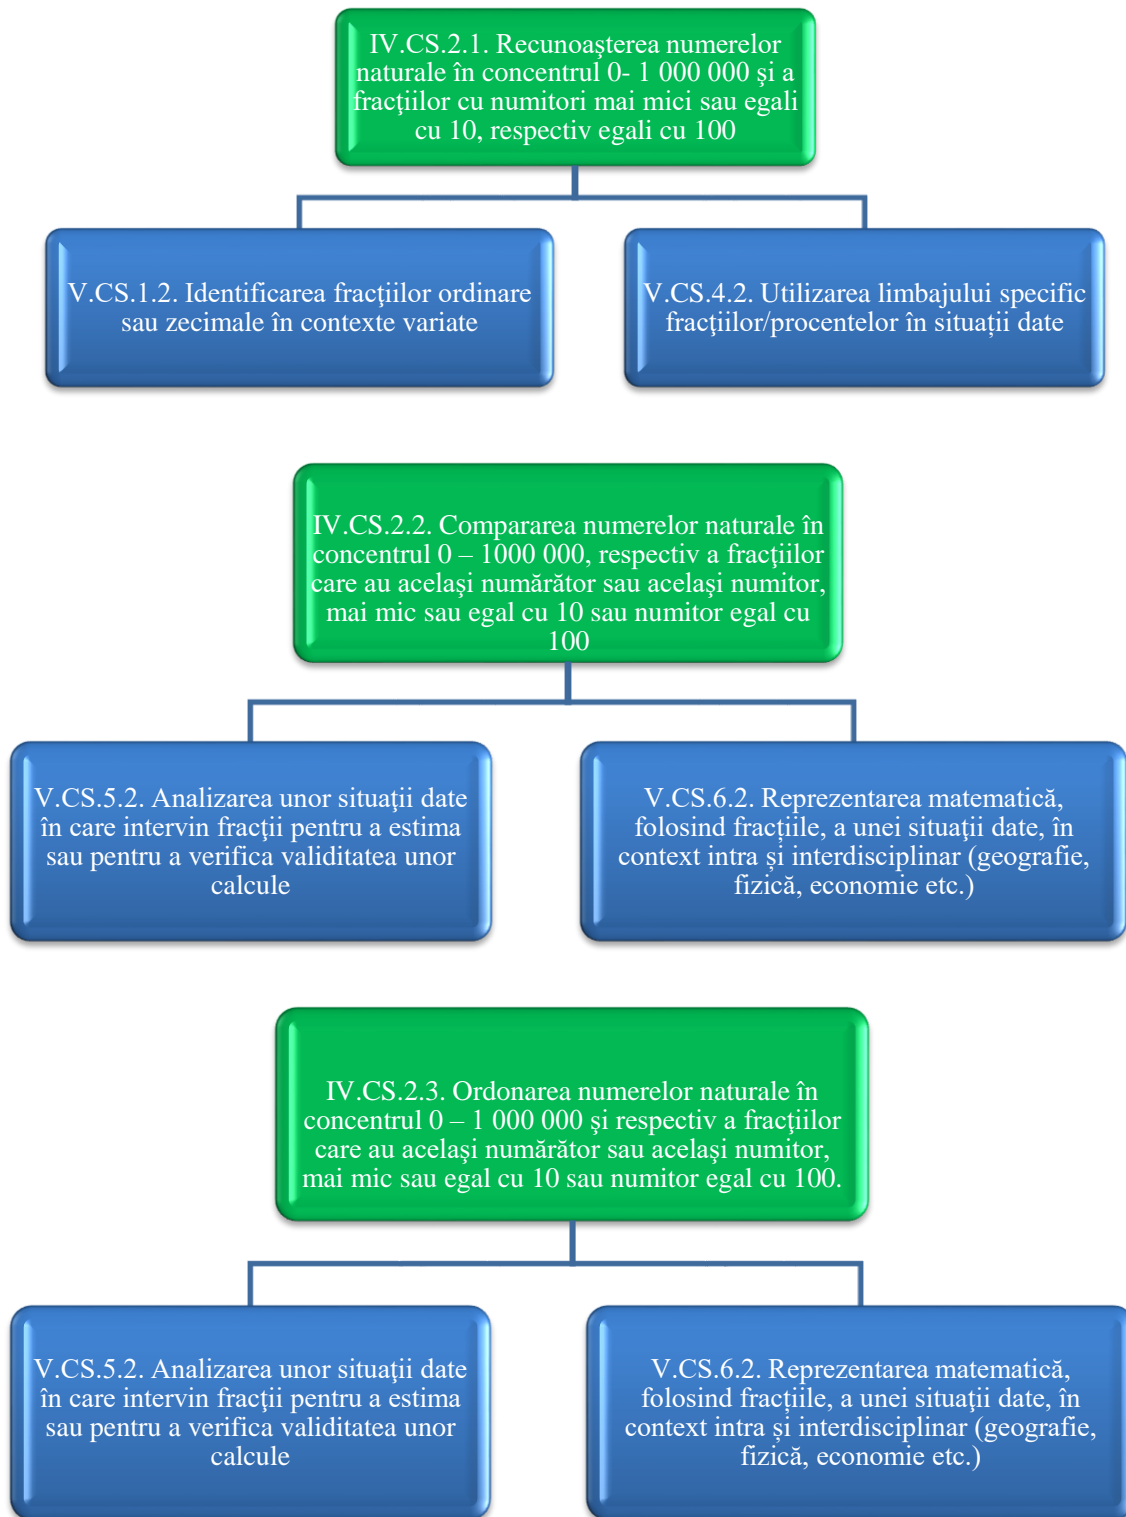 IV.CS.2.1. Recunoaşterea numerelor
naturale în concentrul 0- 1 000 000 şi a
fracţiilor cu numitori mai mici sau egali
cu 10, respectiv egali cu 100
V.CS.1.2. Identificarea fracţiilor ordinare
sau zecimale în contexte variate
V.CS.4.2. Utilizarea limbajului specific
fracţiilor/procentelor în situații date
IV.CS.2.2. Compararea numerelor naturale în
concentrul 0 – 1000 000, respectiv a fracţiilor
care au acelaşi numărător sau acelaşi numitor,
mai mic sau egal cu 10 sau numitor egal cu
100
V.CS.5.2. Analizarea unor situaţii date
în care intervin fracţii pentru a estima
sau pentru a verifica validitatea unor
calcule
V.CS.6.2. Reprezentarea matematică,
folosind fracțiile, a unei situaţii date, în
context intra și interdisciplinar (geografie,
fizică, economie etc.)
IV.CS.2.3. Ordonarea numerelor naturale în
concentrul 0 – 1 000 000 şi respectiv a fracţiilor
care au acelaşi numărător sau acelaşi numitor,
mai mic sau egal cu 10 sau numitor egal cu 100.
V.CS.5.2. Analizarea unor situaţii date
în care intervin fracţii pentru a estima
sau pentru a verifica validitatea unor
calcule
V.CS.6.2. Reprezentarea matematică,
folosind fracțiile, a unei situaţii date, în
context intra și interdisciplinar (geografie,
fizică, economie etc.)